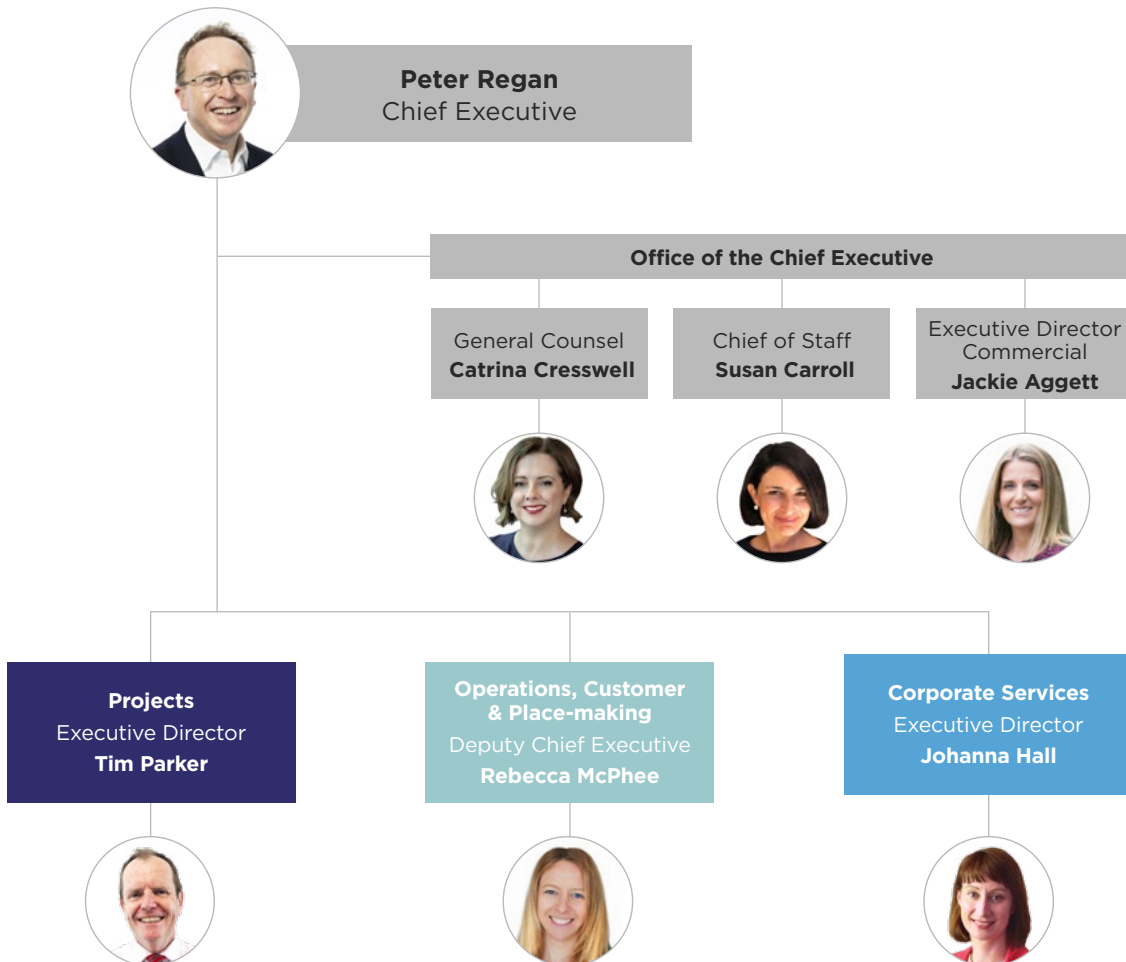 Peter Regan
Chief Executive
Office of the Chief Executive
General Counsel
Catrina Cresswell
Chief of Staff
Susan Carroll
Executive Director
Commercial
Jackie Aggett
Projects
Executive Director
Tim Parker
Operations, Customer
& Place-making
Deputy Chief Executive
Rebecca McPhee
Corporate Services
Executive Director
Johanna Hall